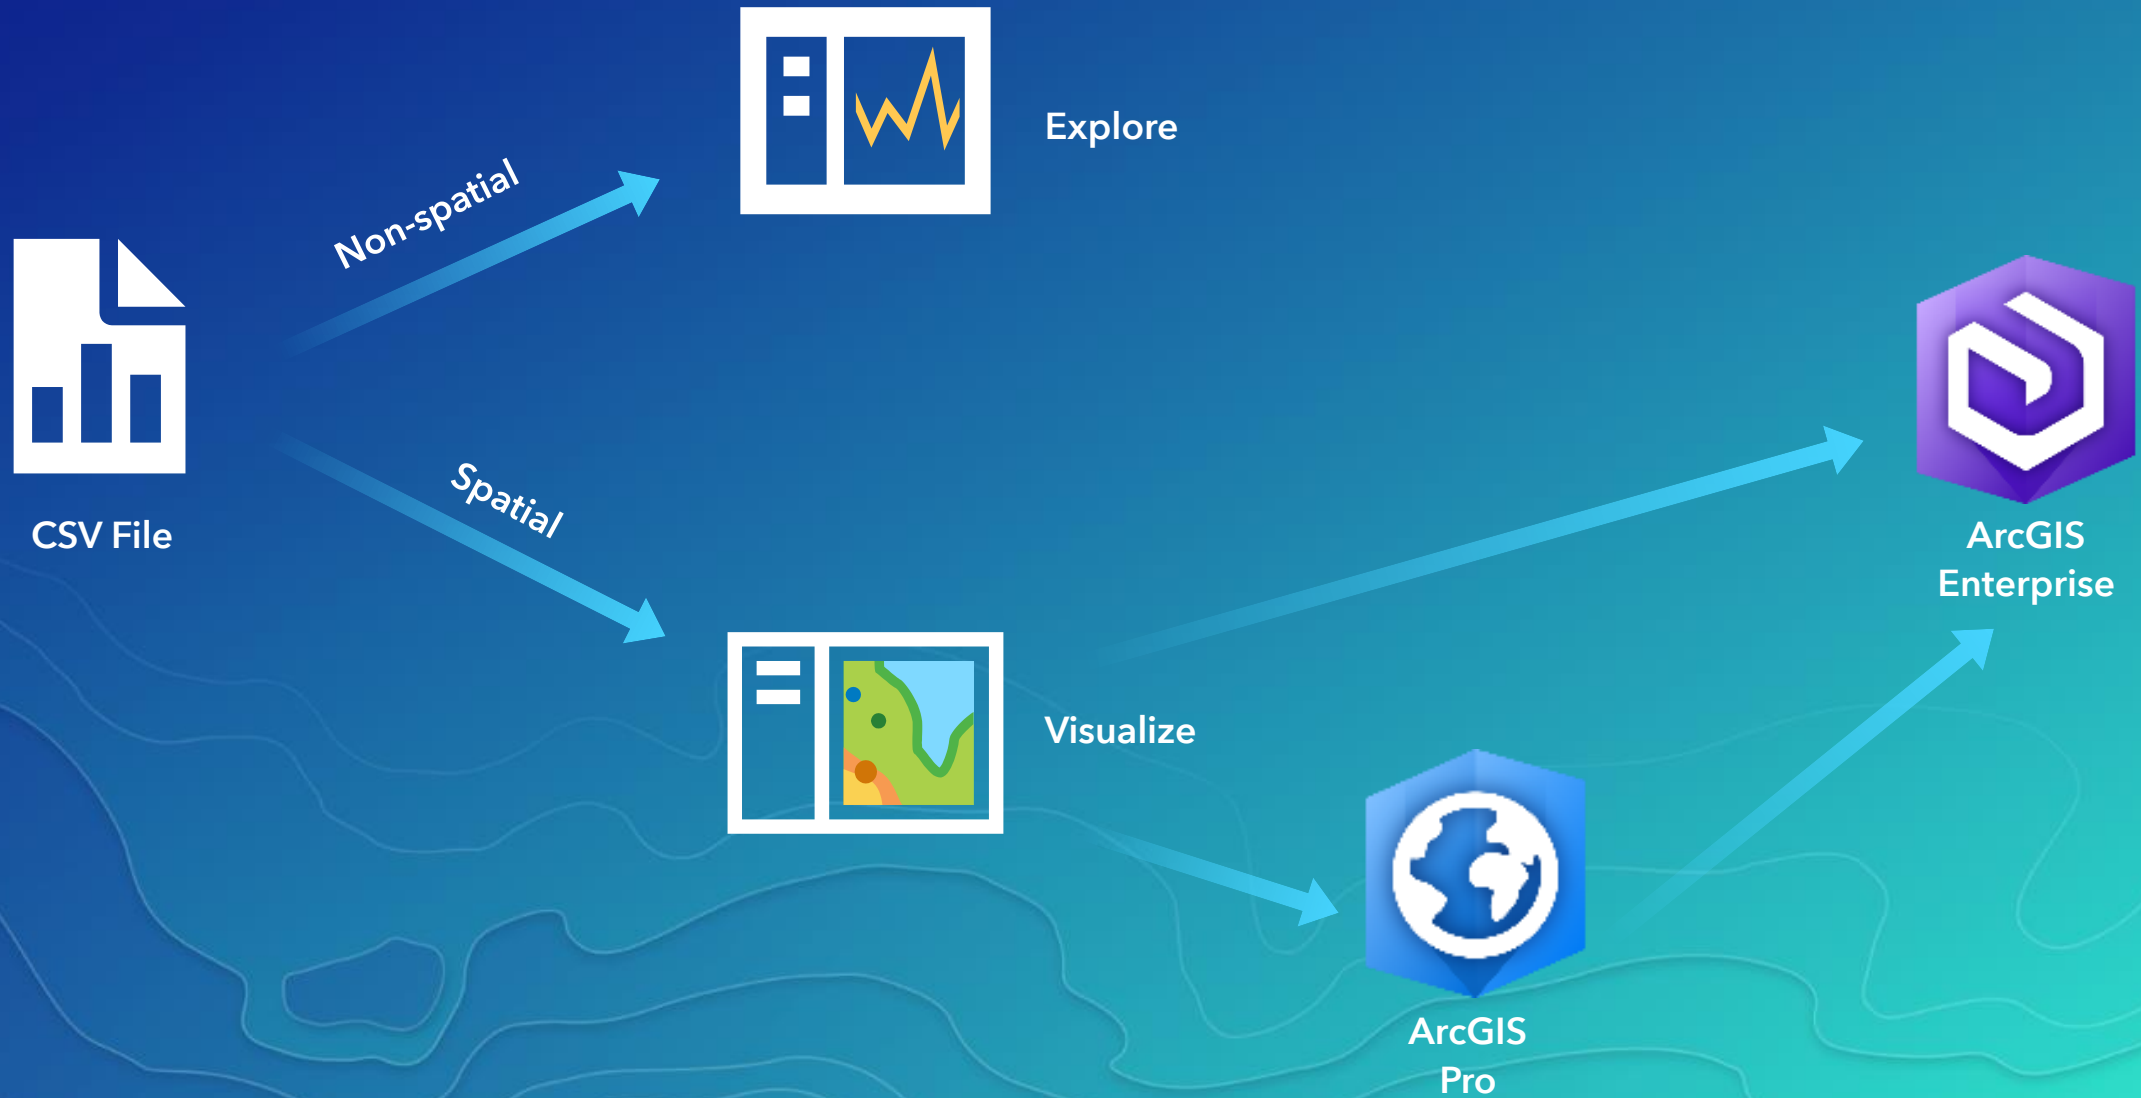 Explore
Non-spatial
CSV File
Spatial
Visualize
ArcGIS
Enterprise
ArcGIS
Pro